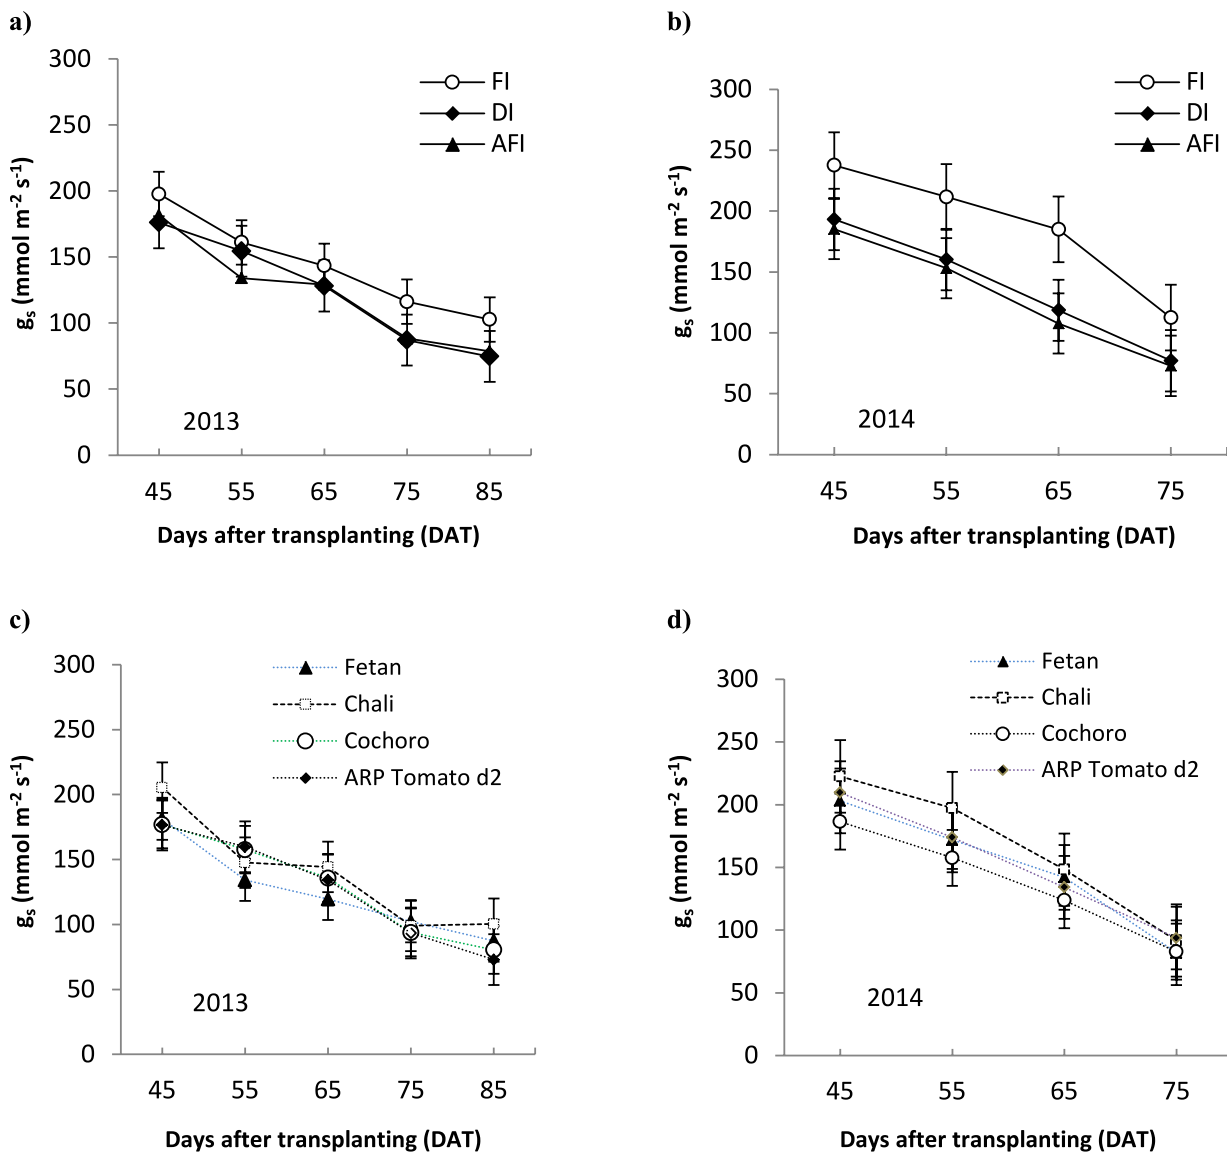 a)
300
250
200
150
100
50
0
gs (mmol m-2 s-1)
FI
DI
AFI
2013
45 55 65 75 85
Days after transplanting (DAT)
b)
300
250
200
150
100
50
0
gs (mmol m-2 s-1)
FI
DI
AFI
2014
45 55 65 75
Days after transplanting (DAT)
c)
300
250
200
150
100
50
0
gs (mmol m-2 s-1)
Fetan
Chali
Cochoro
ARP Tomato d2
2013
45 55 65 75 85
Days after transplanting (DAT)
d)
300
250
200
150
100
50
0
gs (mmol m-2 s-1)
Fetan
Chali
Cochoro
ARP Tomato d2
2014
45 55 65 75
Days after transplanting (DAT)